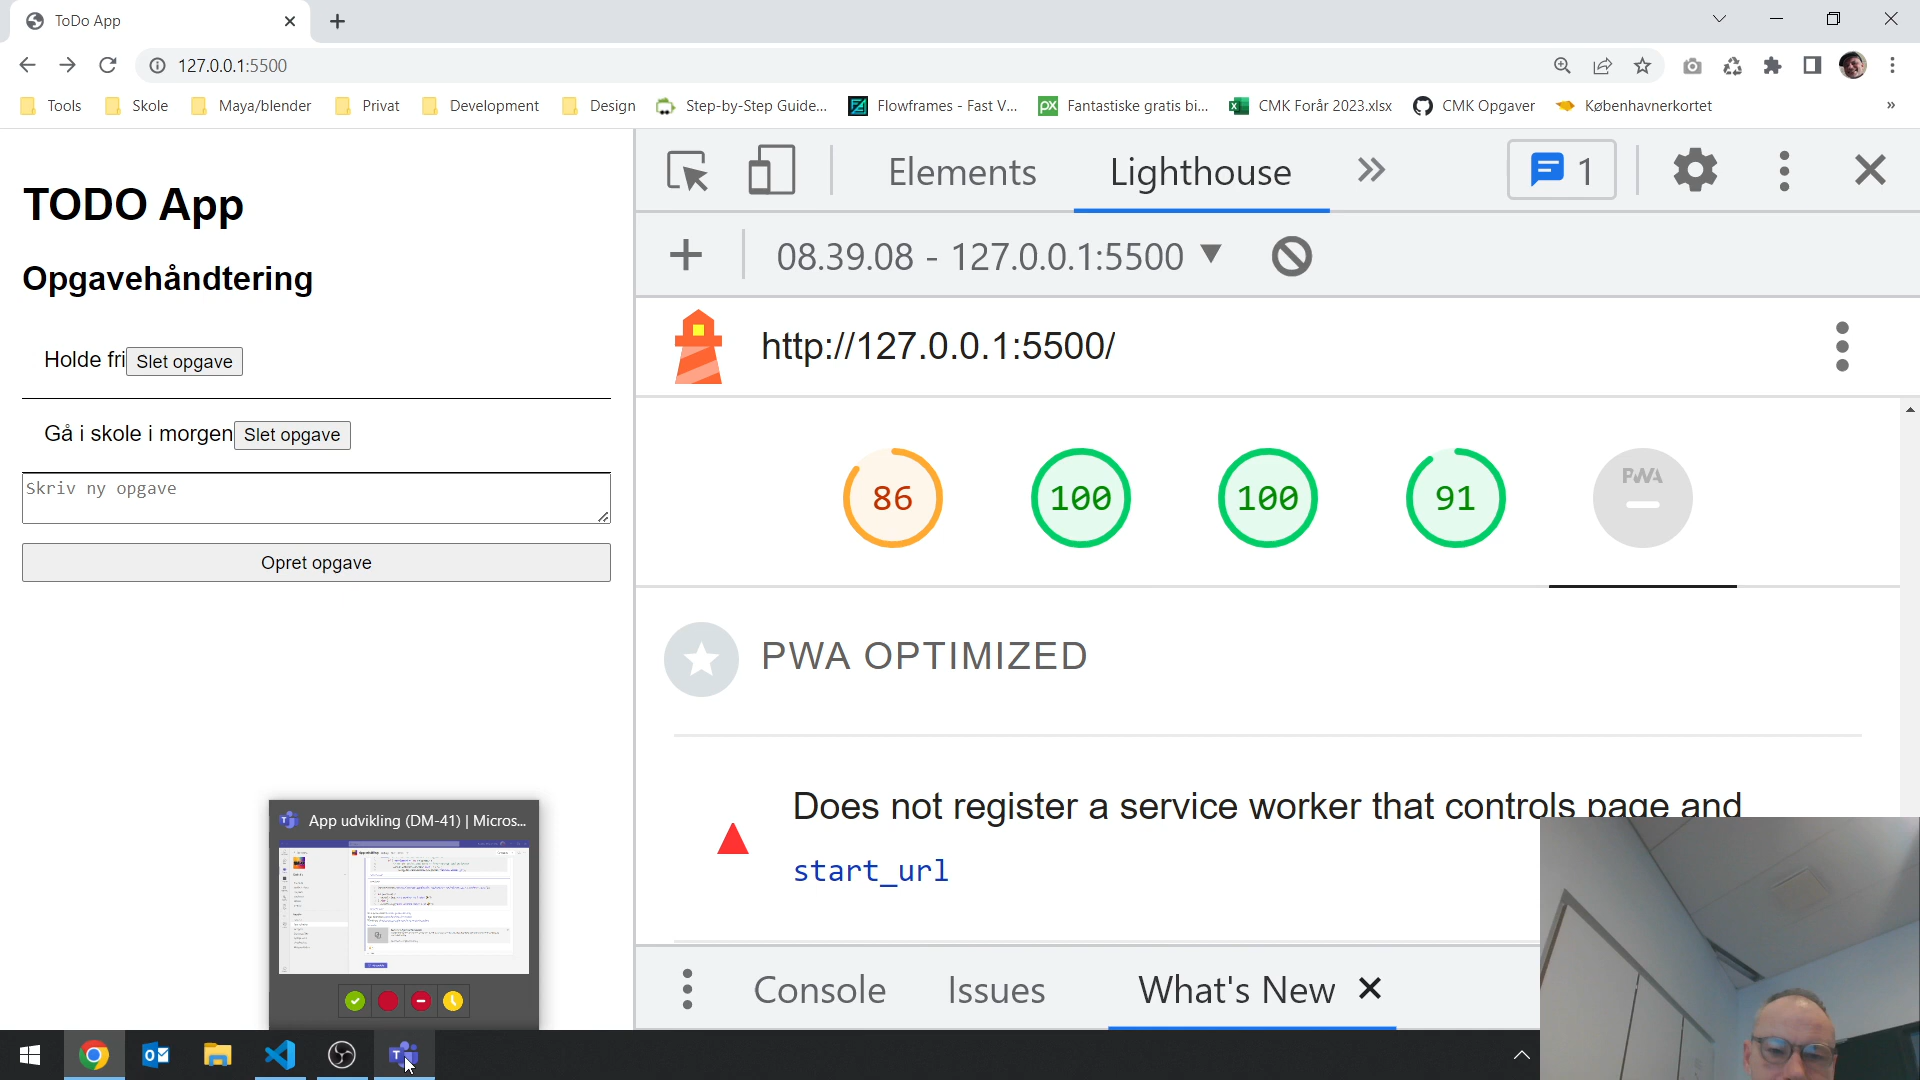 ToDo App
127.0.0.1:5500
Tools
Skole
Maya/blender
Privat
Development
Design
Step-by-Step Guide...
Flowframes - Fast V...
Fantastiske gratis bi...
CMK Forår 2023.xlsx
CMK Opgaver
Københavnerkortet
»
TODO App
Opgavehåndtering
Holde fri
Slet opgave
Gå i skole i morgen
Slet opgave
Skriv ny opgave
Opret opgave
Elements
Lighthouse
1
08.39.08 - 127.0.0.1:5500
http://127.0.0.1:5500/
86
100
100
91
PWA
PWA OPTIMIZED
Does not register a service worker that controls page and
start_url
Console
Issues
What's New
App udvikling (DM-41) | Micros...